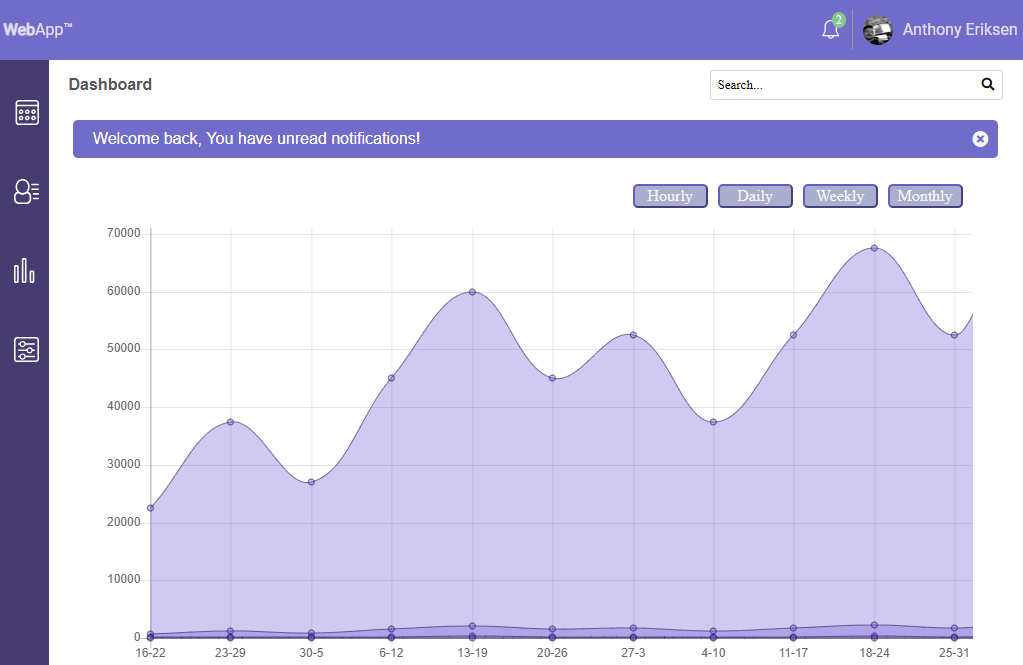 WebApp™
2
Anthony Eriksen
Dashboard
Search...
Welcome back, You have unread notifications!
Hourly Daily Weekly Monthly
70000
60000
50000
40000
30000
20000
10000
0
16-22 23-29 30-5 6-12 13-19 20-26 27-3 4-10 11-17 18-24 25-31